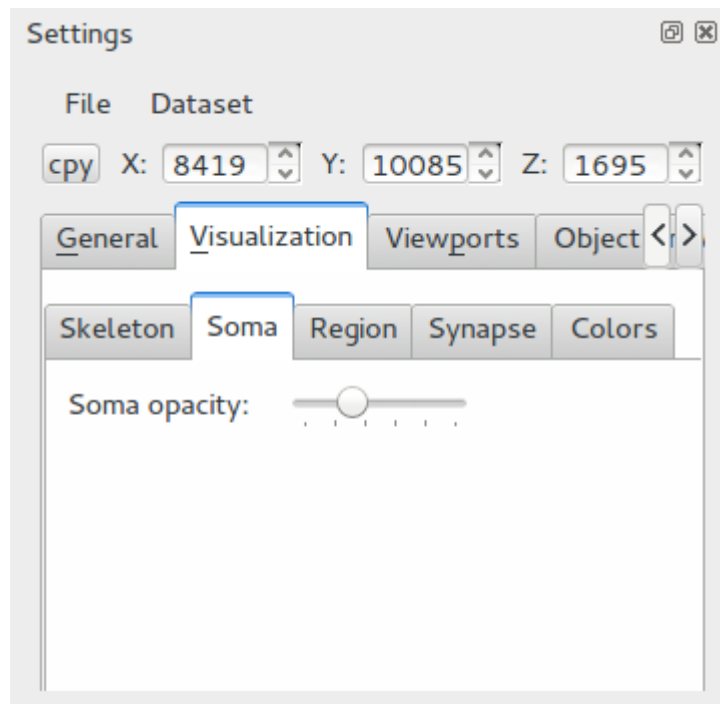 Settings
File Dataset
cpy X: 8419 Y: 10085 Z: 1695
General Visualization Viewports Object
Skeleton Soma Region Synapse Colors
Soma opacity: